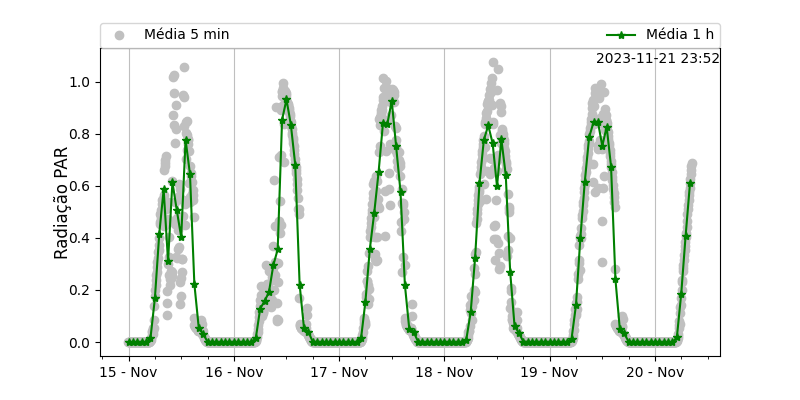 Média 5 min
Média 1 h
2023-11-21 23:52
Radiação PAR
1.0
0.8
0.6
0.4
0.2
0.0
15 - Nov
16 - Nov
17 - Nov
18 - Nov
19 - Nov
20 - Nov